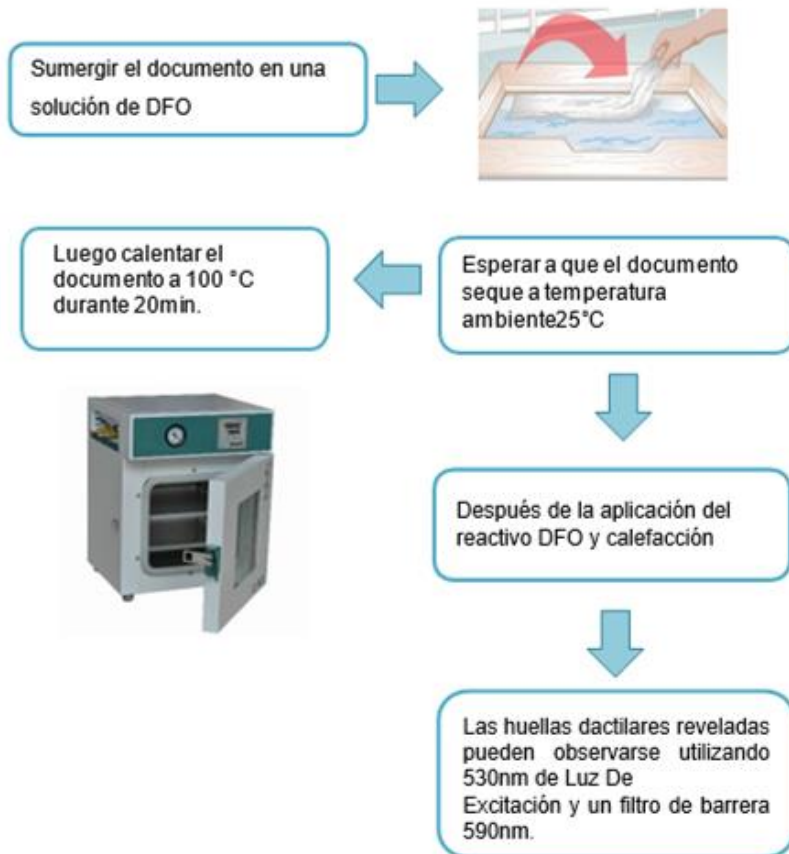 Sumergir el documento en una
solución de DFO
Luego calentar el
documento a 100 °C
durante 20min.
Esperar a que el documento
seque a temperatura
ambiente25°C
Después de la aplicación del
reactivo DFO y calefacción
Las huellas dactilares reveladas
pueden observarse utilizando
530nm de Luz De
Excitación y un filtro de barrera
590nm.